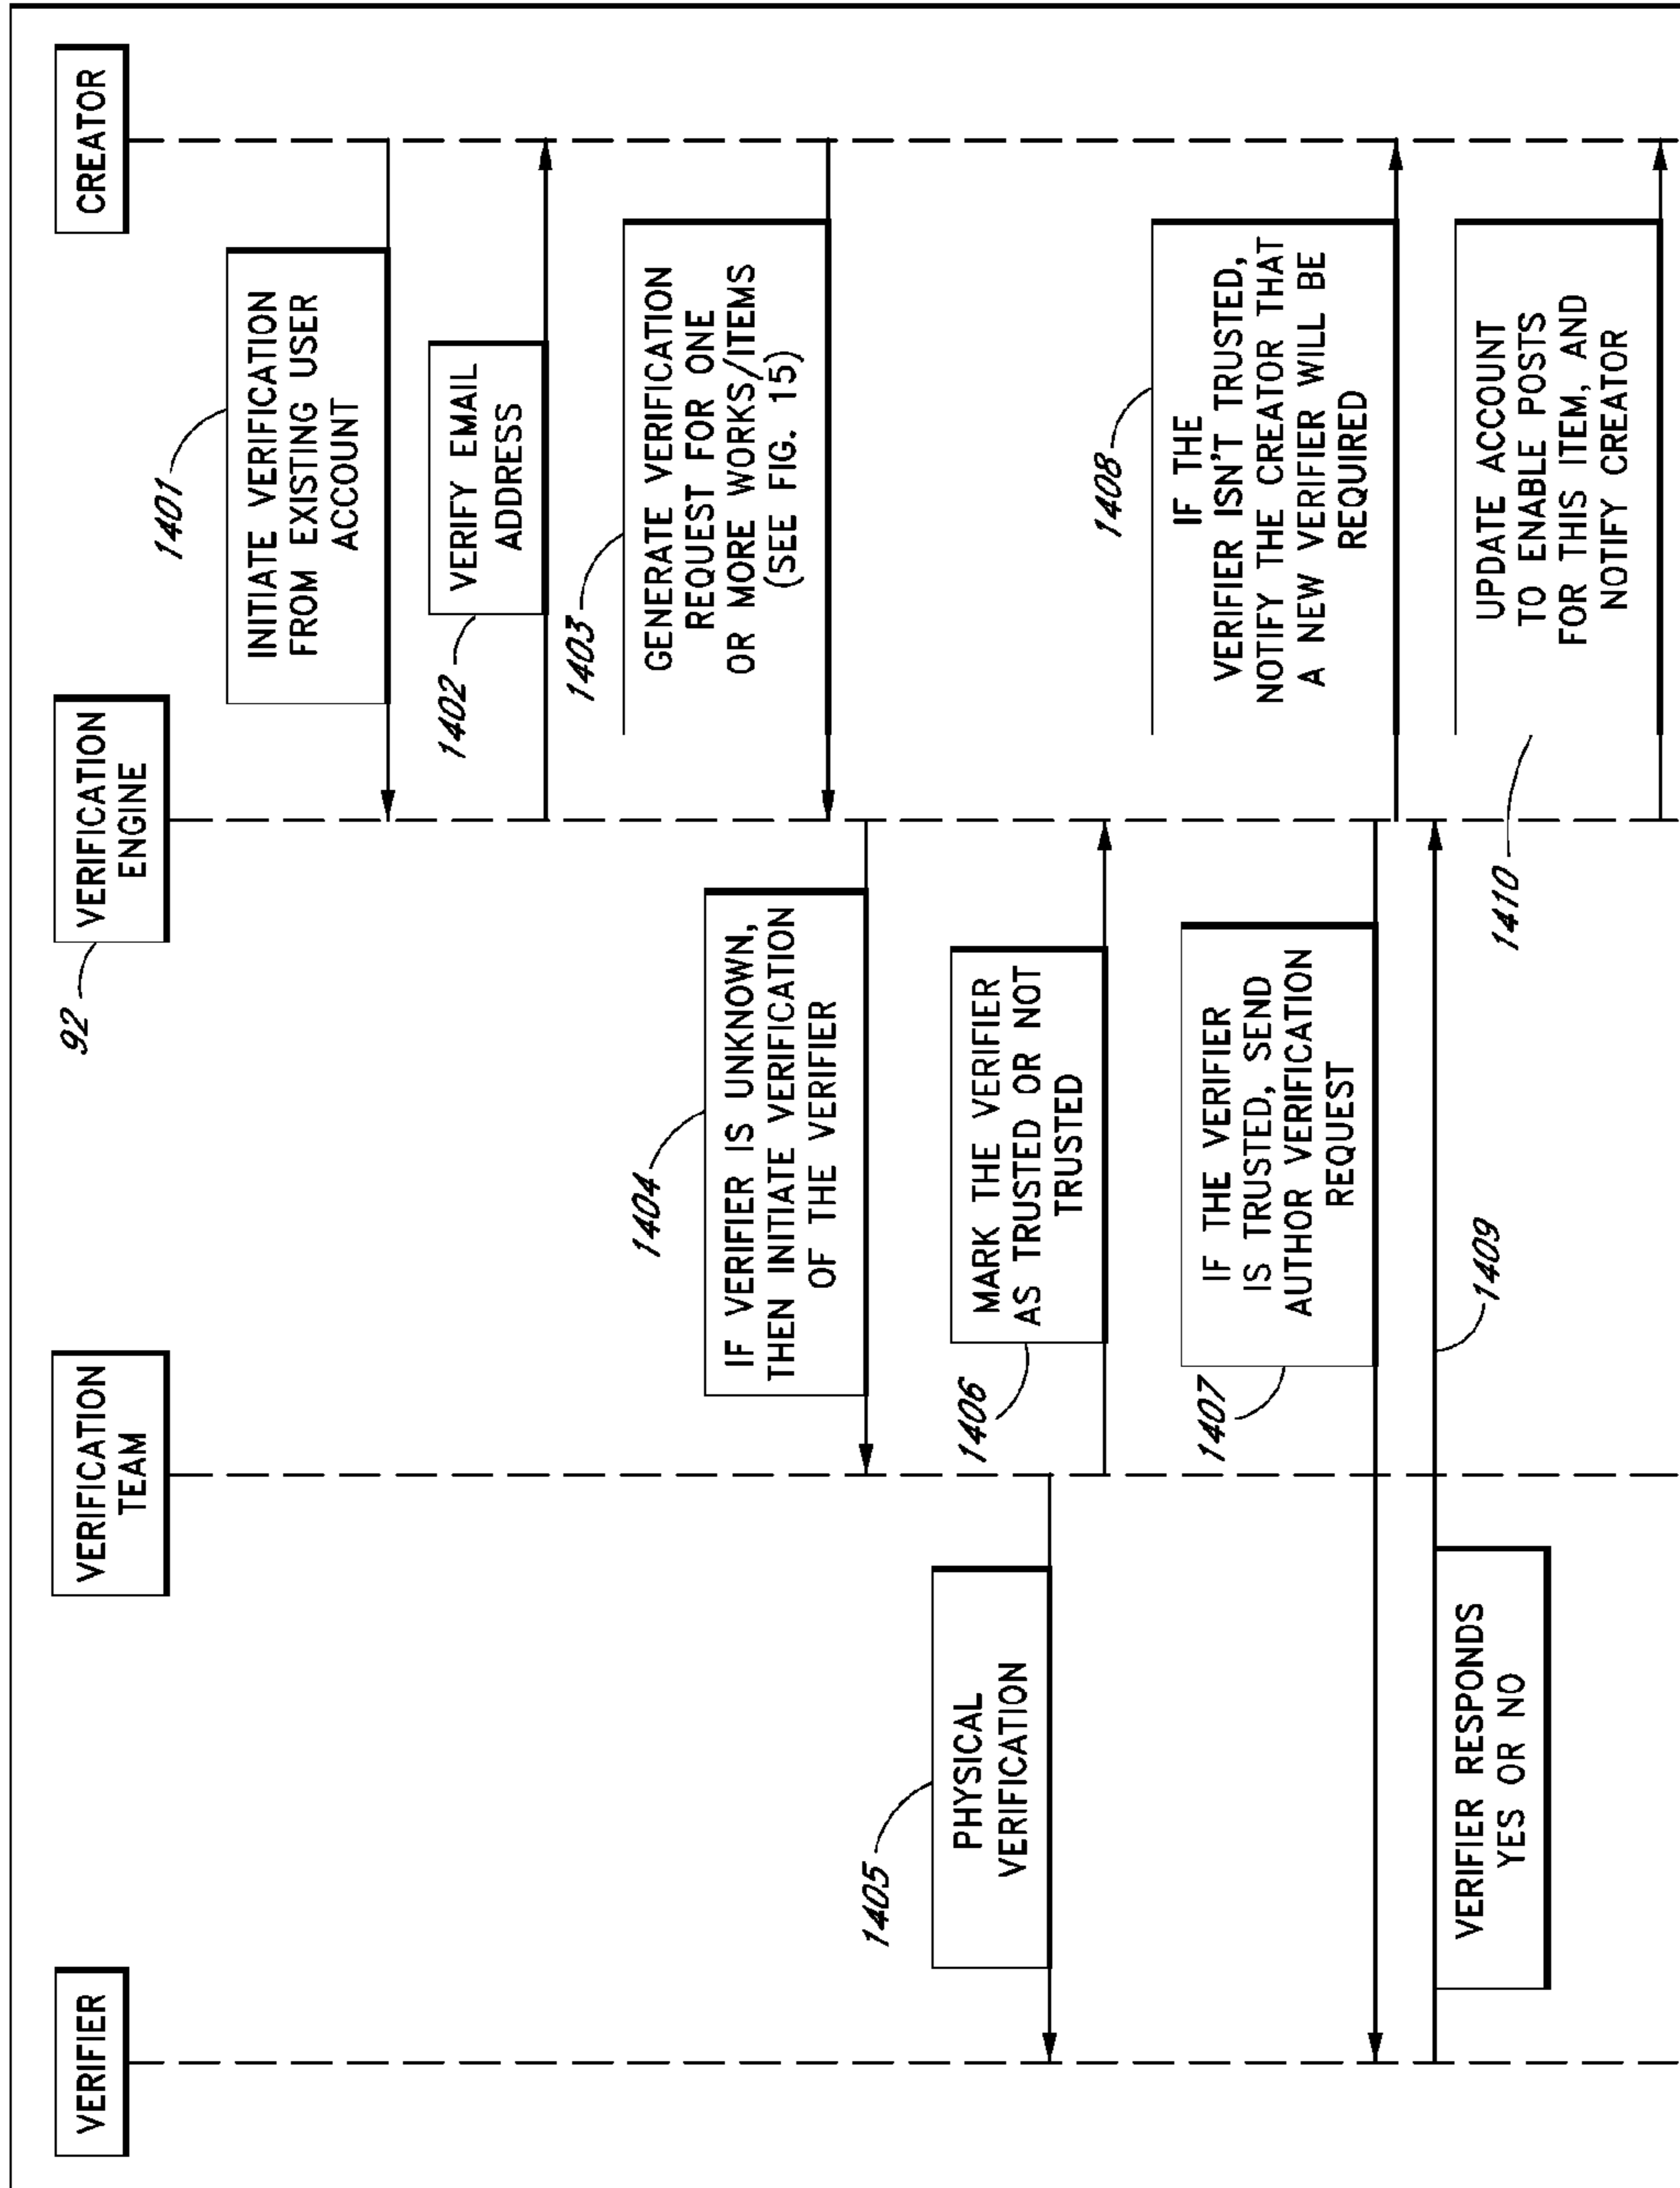 VERIFIER
VERIFICATION
TEAM
VERIFICATION
ENGINE
92
CREATOR
1401
INITIATE VERIFICATION
FROM EXISTING USER
ACCOUNT
1402
VERIFY EMAIL
ADDRESS
1403
GENERATE VERIFICATION
REQUEST FOR ONE
OR MORE WORKS/ITEMS
(SEE FIG. 15)
1404
IF VERIFIER IS UNKNOWN,
THEN INITIATE VERIFICATION
OF THE VERIFIER
1405
PHYSICAL
VERIFICATION
1406
MARK THE VERIFIER
AS TRUSTED OR NOT
TRUSTED
1407
IF THE VERIFIER
IS TRUSTED, SEND
AUTHOR VERIFICATION
REQUEST
1408
IF THE
VERIFIER ISN'T TRUSTED,
NOTIFY THE CREATOR THAT
A NEW VERIFIER WILL BE
REQUIRED
1409
VERIFIER RESPONDS
YES OR NO
1410
UPDATE ACCOUNT
TO ENABLE POSTS
FOR THIS ITEM, AND
NOTIFY CREATOR